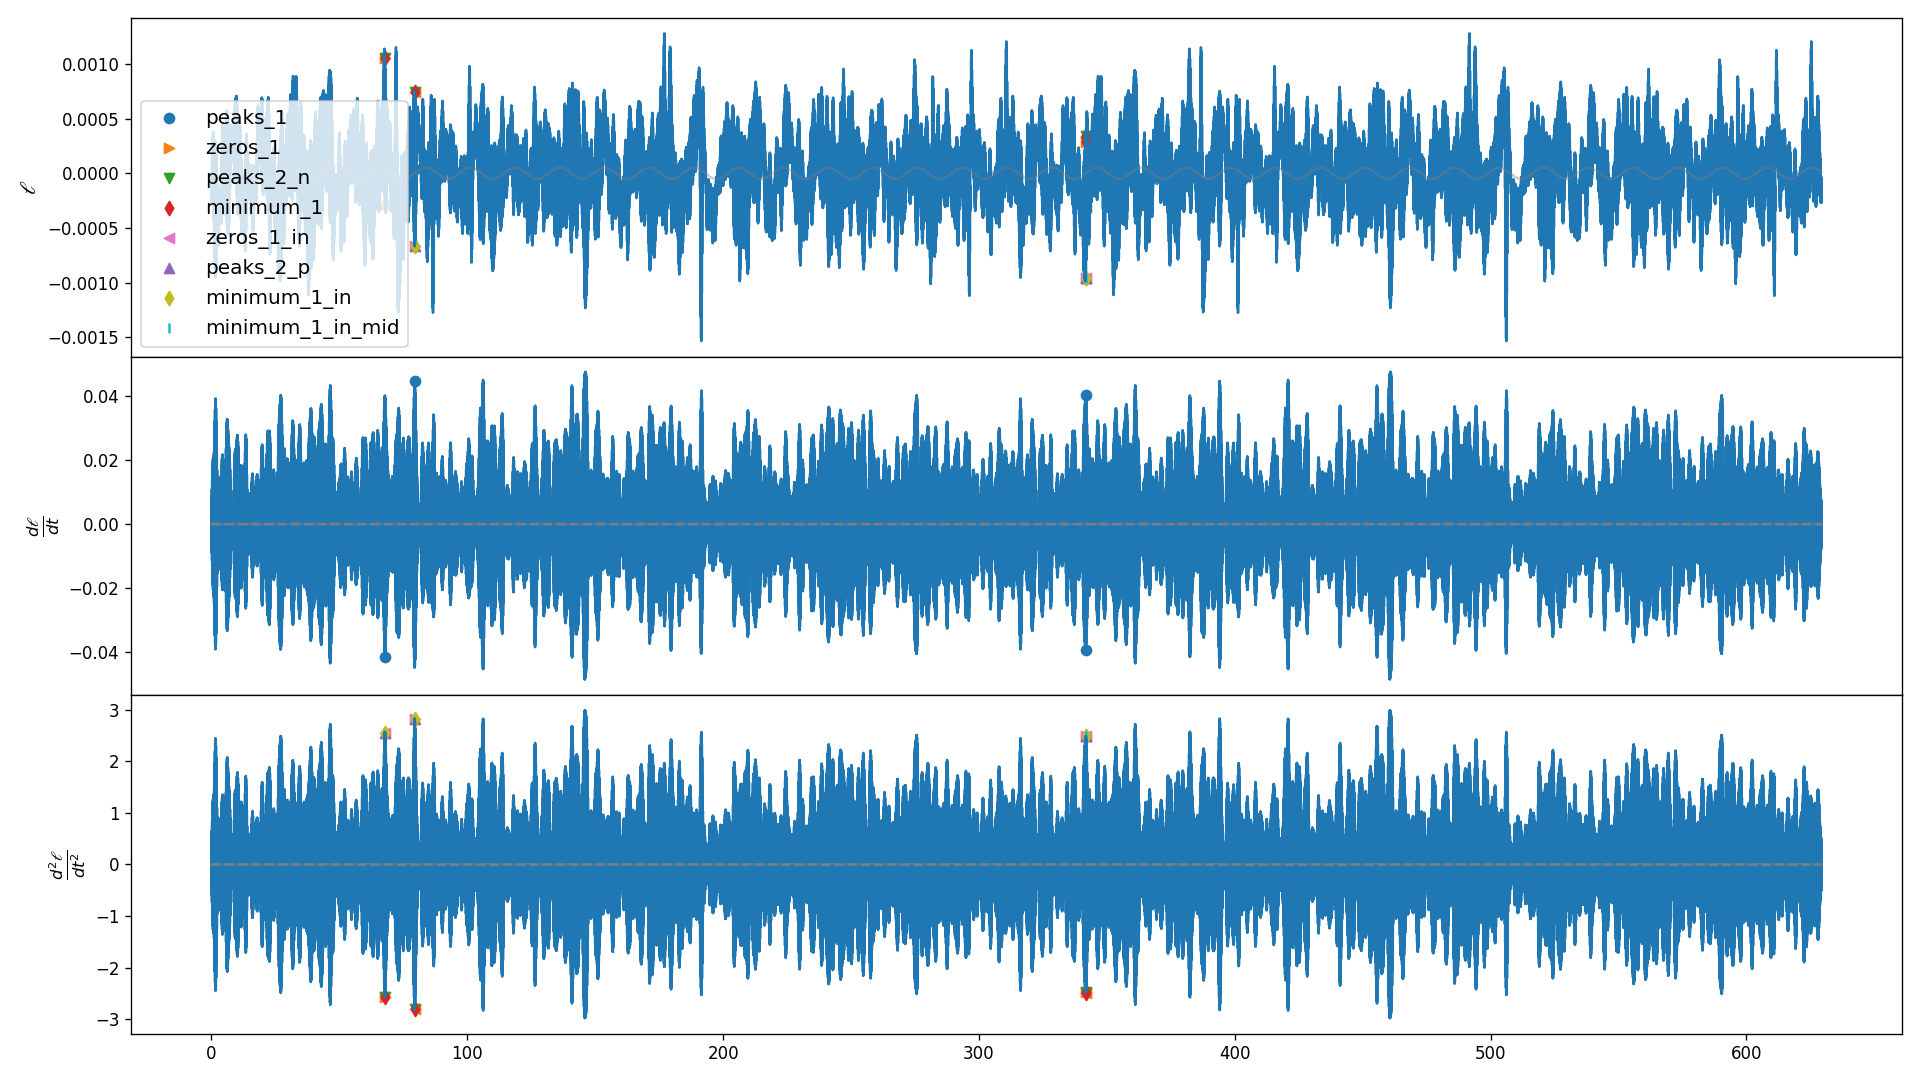 0.0010
0.0005
0.0000
−0.0005
−0.0010
−0.0015
ℓ
peaks_1
zeros_1
peaks_2_n
minimum_1
zeros_1_in
peaks_2_p
minimum_1_in
minimum_1_in_mid
0.04
0.02
0.00
−0.02
−0.04
dℓ
dt
3
2
1
0
−1
−2
−3
d²ℓ
dt²
0 100 200 300 400 500 600